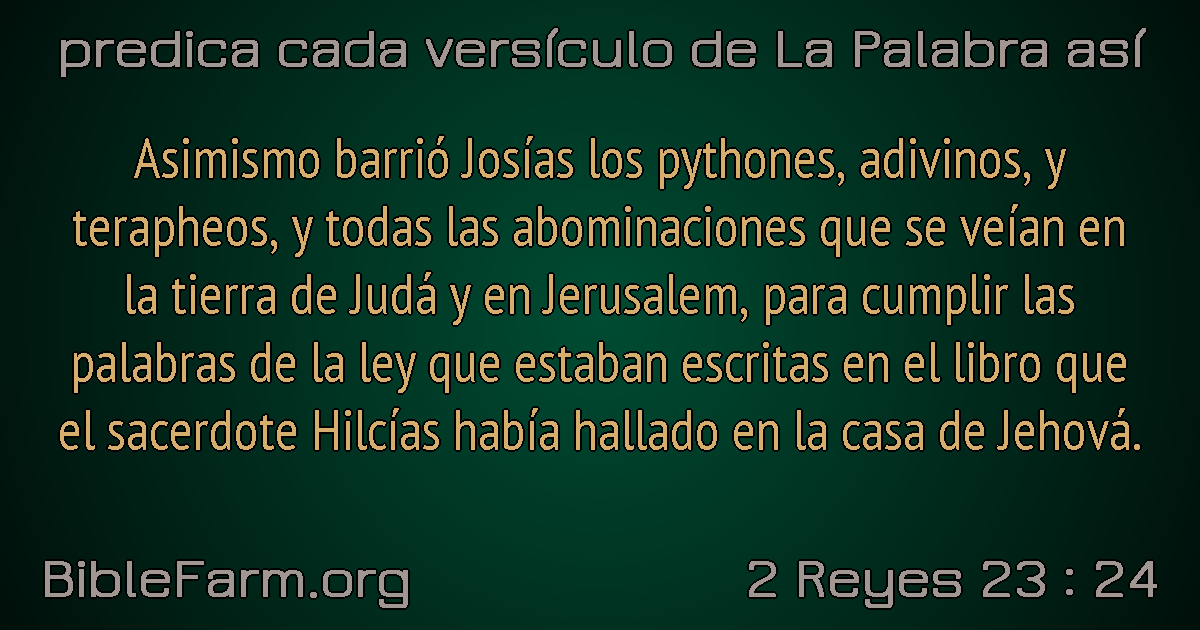 predica cada versículo de La Palabra así
Asimismo barrió Josías los pythones, adivinos, y
terapheos, y todas las abominaciones que se veían en
la tierra de Judá y en Jerusalem, para cumplir las
palabras de la ley que estaban escritas en el libro que
el sacerdote Hilcías había hallado en la casa de Jehová.
BibleFarm.org
2 Reyes 23 : 24